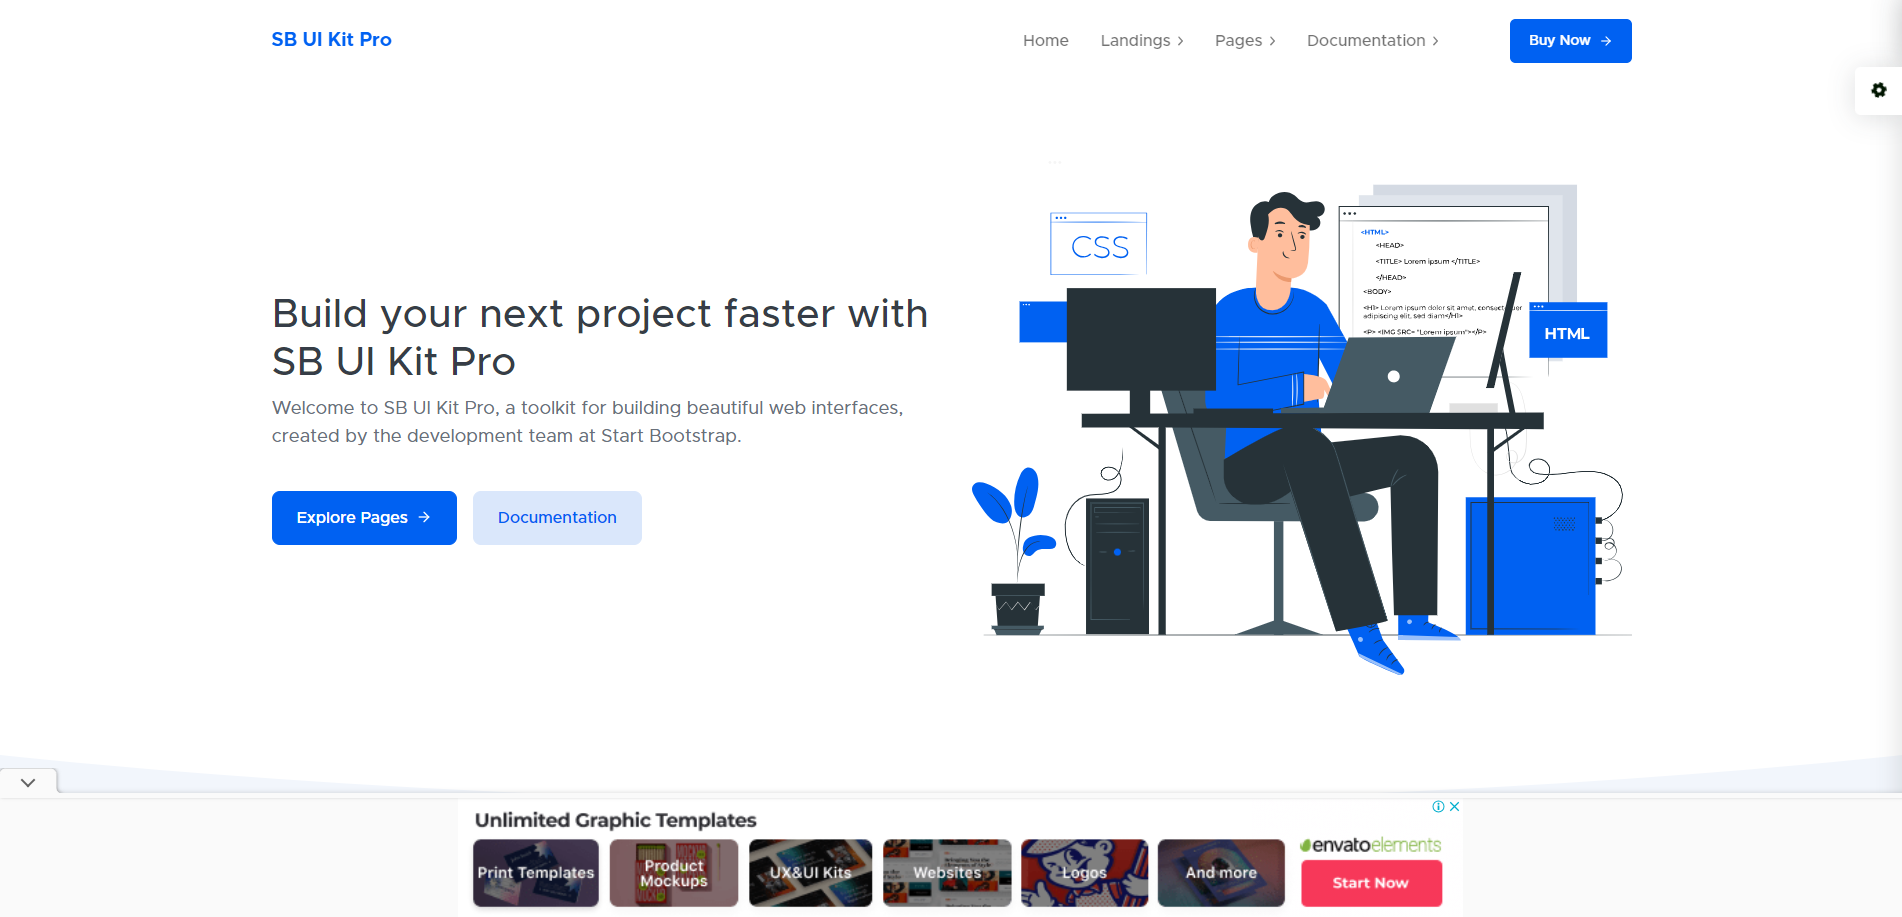 SB UI Kit Pro
Home
Landings
Pages
Documentation
Buy Now
CSS
<HTML>
<HEAD>
<TITLE> Lorem ipsum </TITLE>
</HEAD>
<BODY>
<H1> Lorem ipsum dolor sit amet,
adipiscing elit, sed diam</H1>
<P> <IMG SRC= "Lorem ipsum"></P>
HTML
Build your next project faster with
SB UI Kit Pro
Welcome to SB UI Kit Pro, a toolkit for building beautiful web interfaces,
created by the development team at Start Bootstrap.
Explore Pages
Documentation
Unlimited Graphic Templates
Print Templates
Product
Mockups
UX&UI Kits
Websites
Logos
And more
envatoelements
Start Now